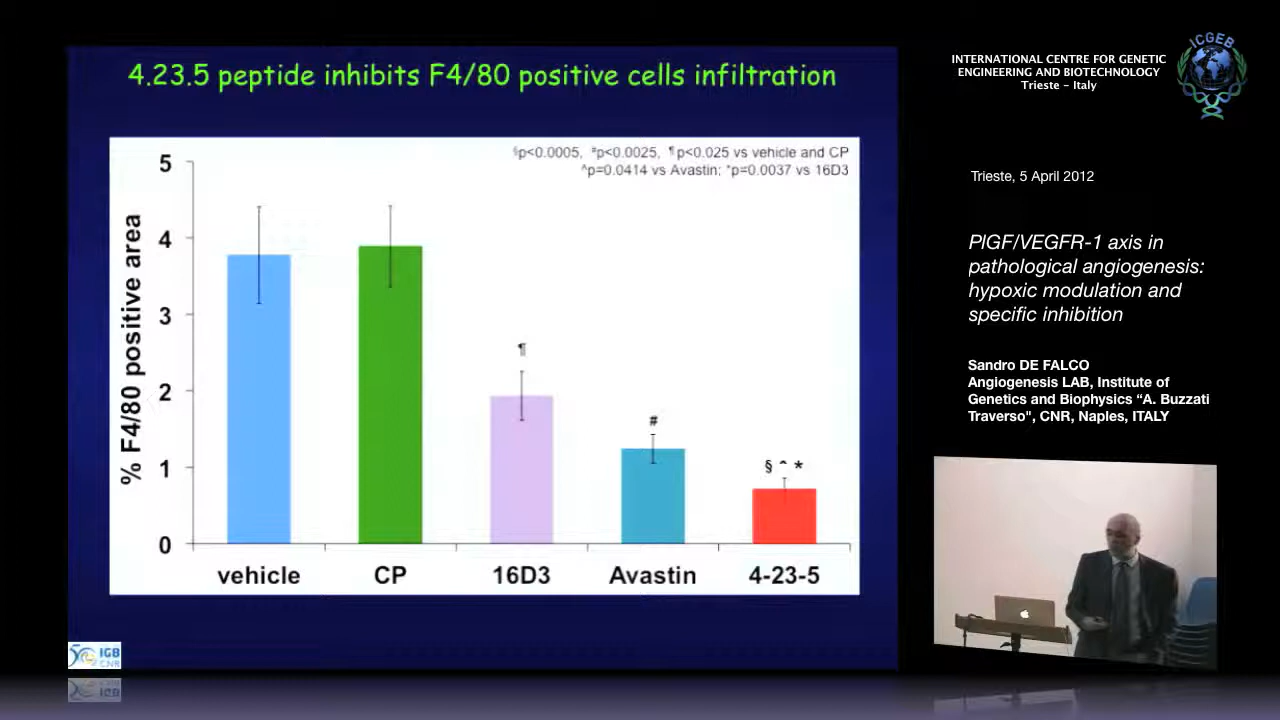 4.23.5 peptide inhibits F4/80 positive cells infiltration
§p<0.0005, #p<0.0025, ¶p<0.025 vs vehicle and CP
^p=0.0414 vs Avastin; *p=0.0037 vs 16D3
% F4/80 positive area
5
4
3
2
1
0
¶
#
§ ^ *
vehicle CP 16D3 Avastin 4-23-5
IGB
CNR
ICGEB
INTERNATIONAL CENTRE FOR GENETIC
ENGINEERING AND BIOTECHNOLOGY
Trieste - Italy
Trieste, 5 April 2012
PlGF/VEGFR-1 axis in
pathological angiogenesis:
hypoxic modulation and
specific inhibition
Sandro DE FALCO
Angiogenesis LAB, Institute of
Genetics and Biophysics “A. Buzzati
Traverso", CNR, Naples, ITALY